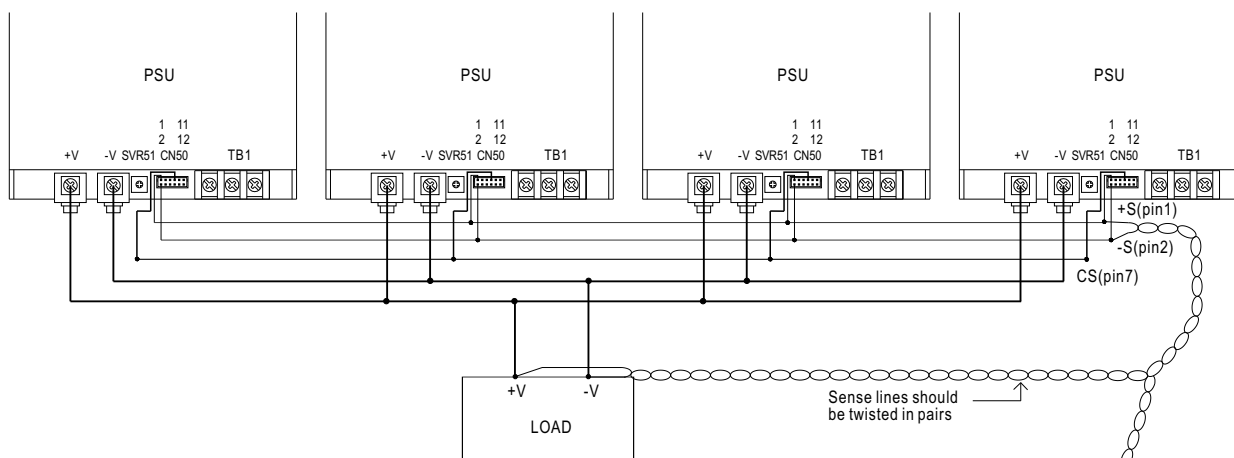 PSU PSU PSU PSU
1 11 1 11 1 11 1 11
2 12 2 12 2 12 2 12
+V -V SVR51 CN50 TB1 +V -V SVR51 CN50 TB1 +V -V SVR51 CN50 TB1 +V -V SVR51 CN50 TB1
+S(pin1)
-S(pin2)
CS(pin7)
+V -V
LOAD
Sense lines should
be twisted in pairs